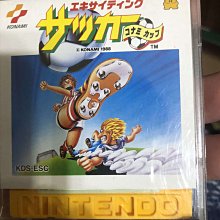 KONAMI
エキサイティング
サッカー
コナミカップ
TM
© KONAMI 1988
KDS-ESC
NINTENDO